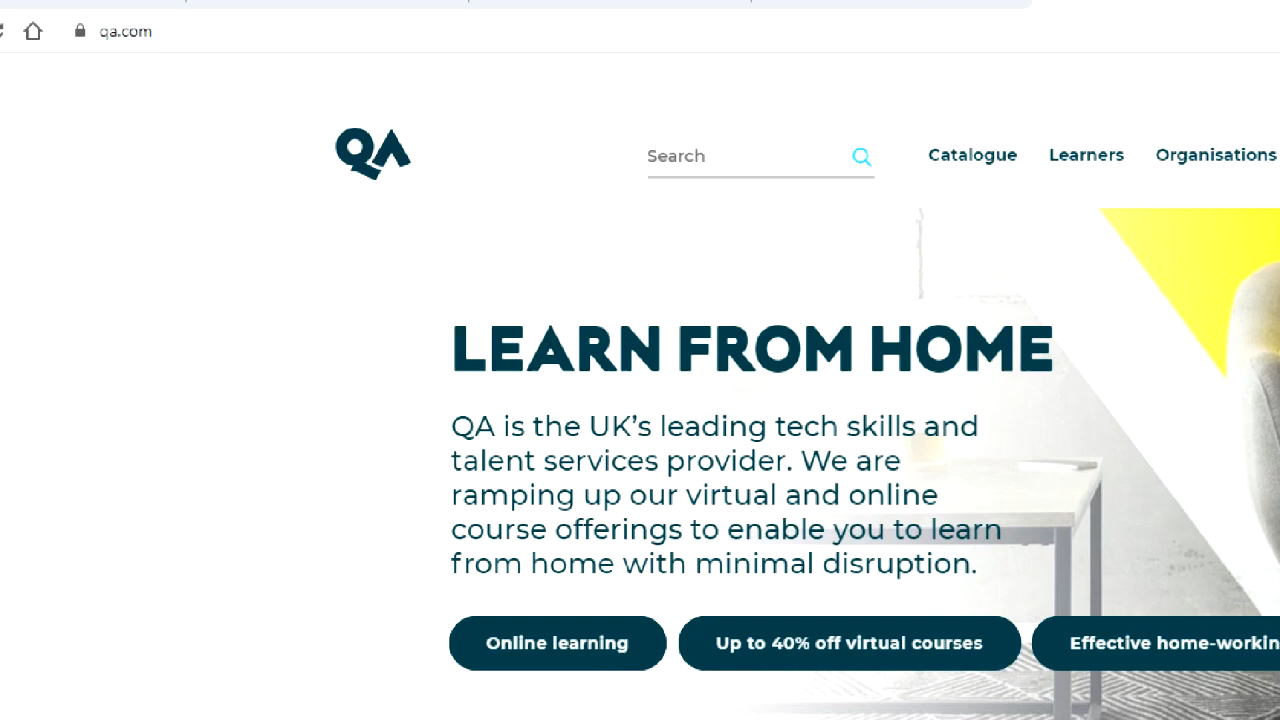 qa.com
QA
Search
Catalogue
Learners
Organisations
LEARN FROM HOME
QA is the UK’s leading tech skills and
talent services provider. We are
ramping up our virtual and online
course offerings to enable you to learn
from home with minimal disruption.
Online learning
Up to 40% off virtual courses
Effective home-workin